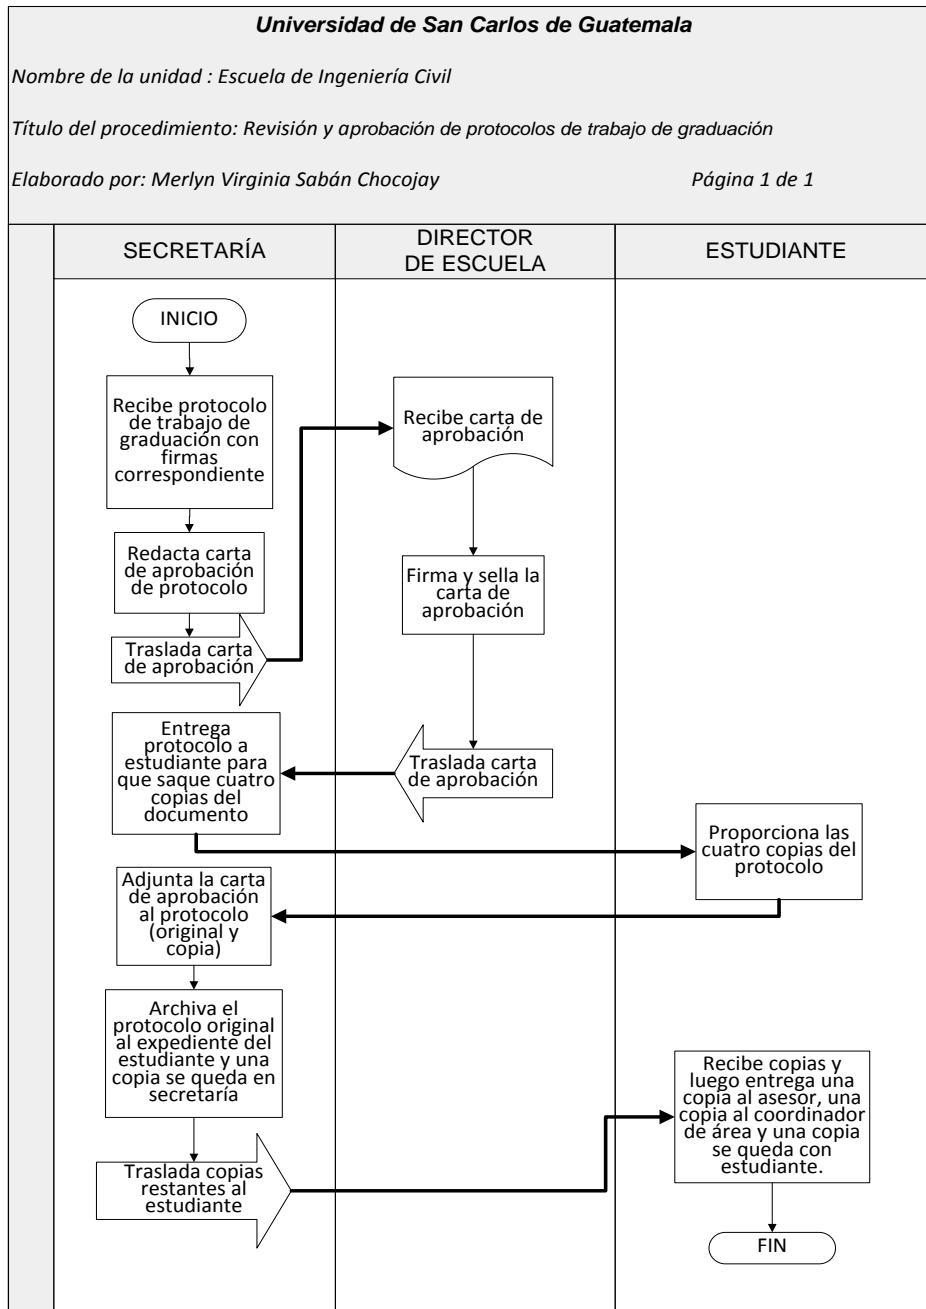 Universidad de San Carlos de Guatemala
Nombre de la unidad : Escuela de Ingeniería Civil
Título del procedimiento: Revisión y aprobación de protocolos de trabajo de graduación
Elaborado por: Merlyn Virginia Sabán Chocojay Página 1 de 1
SECRETARÍA
DIRECTOR
DE ESCUELA
ESTUDIANTE
INICIO
Recibe protocolo
de trabajo de
graduación con
firmas
correspondiente
Redacta carta
de aprobación
de protocolo
Traslada carta
de aprobación
Recibe carta de
aprobación
Firma y sella la
carta de
aprobación
Traslada carta
de aprobación
Entrega
protocolo a
estudiante para
que saque cuatro
copias del
documento
Proporciona las
cuatro copias del
protocolo
Adjunta la carta
de aprobación
al protocolo
(original y
copia)
Archiva el
protocolo original
al expediente del
estudiante y una
copia se queda en
secretaría
Traslada copias
restantes al
estudiante
Recibe copias y
luego entrega una
copia al asesor, una
copia al coordinador
de área y una copia
se queda con
estudiante.
FIN